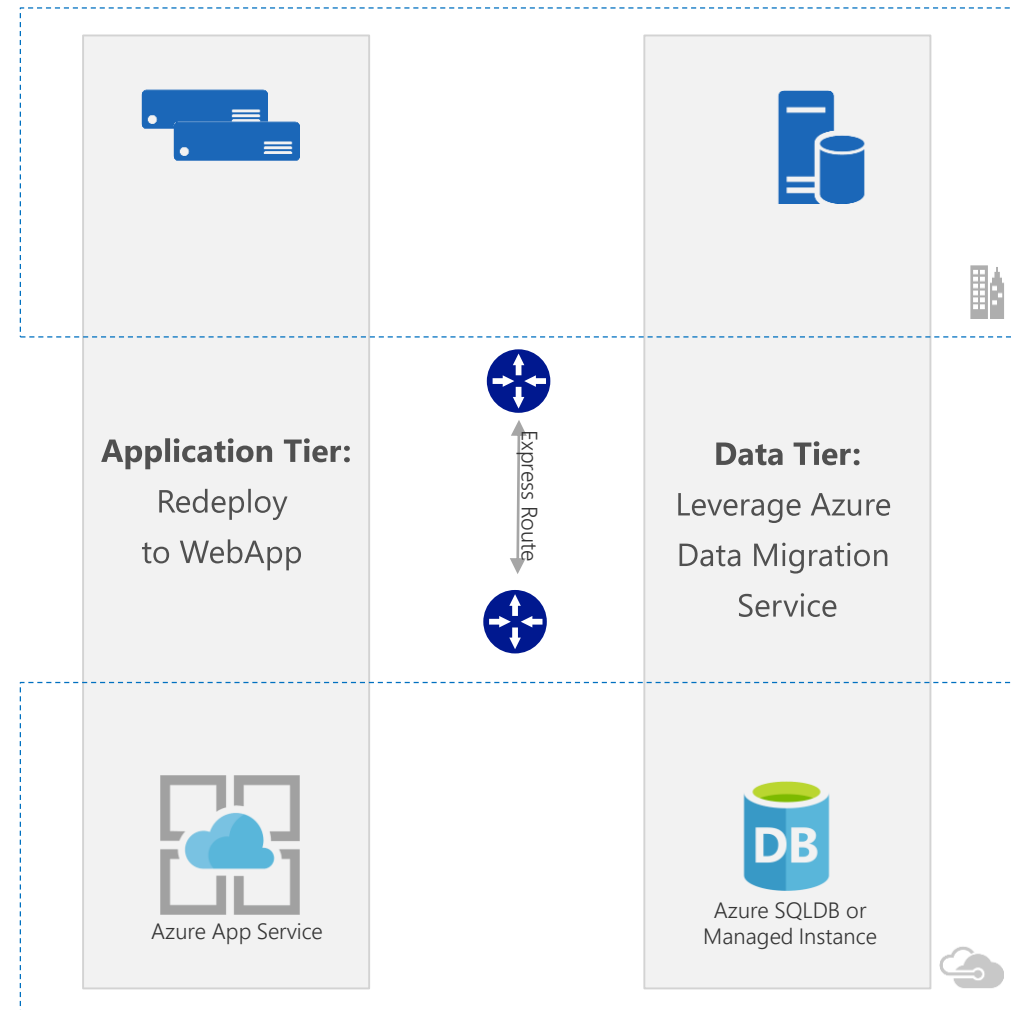 Application Tier:
Redeploy
to WebApp
Express Route
Data Tier:
Leverage Azure
Data Migration
Service
Azure App Service
DB
Azure SQLDB or
Managed Instance